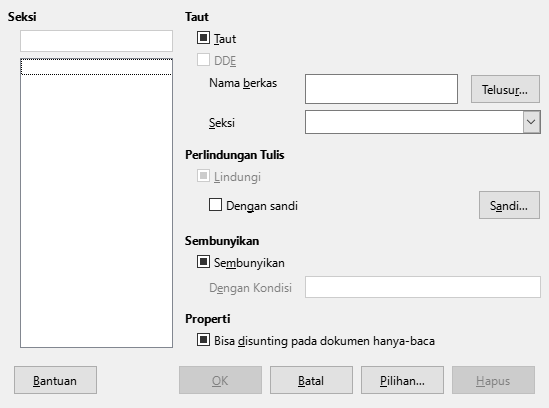 Seksi
Taut
Taut
DDE
Nama berkas
Telusur...
Seksi
Perlindungan Tulis
Lindungi
Dengan sandi
Sandi...
Sembunyikan
Sembunyikan
Dengan Kondisi
Properti
Bisa disunting pada dokumen hanya-baca
Bantuan
OK
Batal
Pilihan...
Hapus